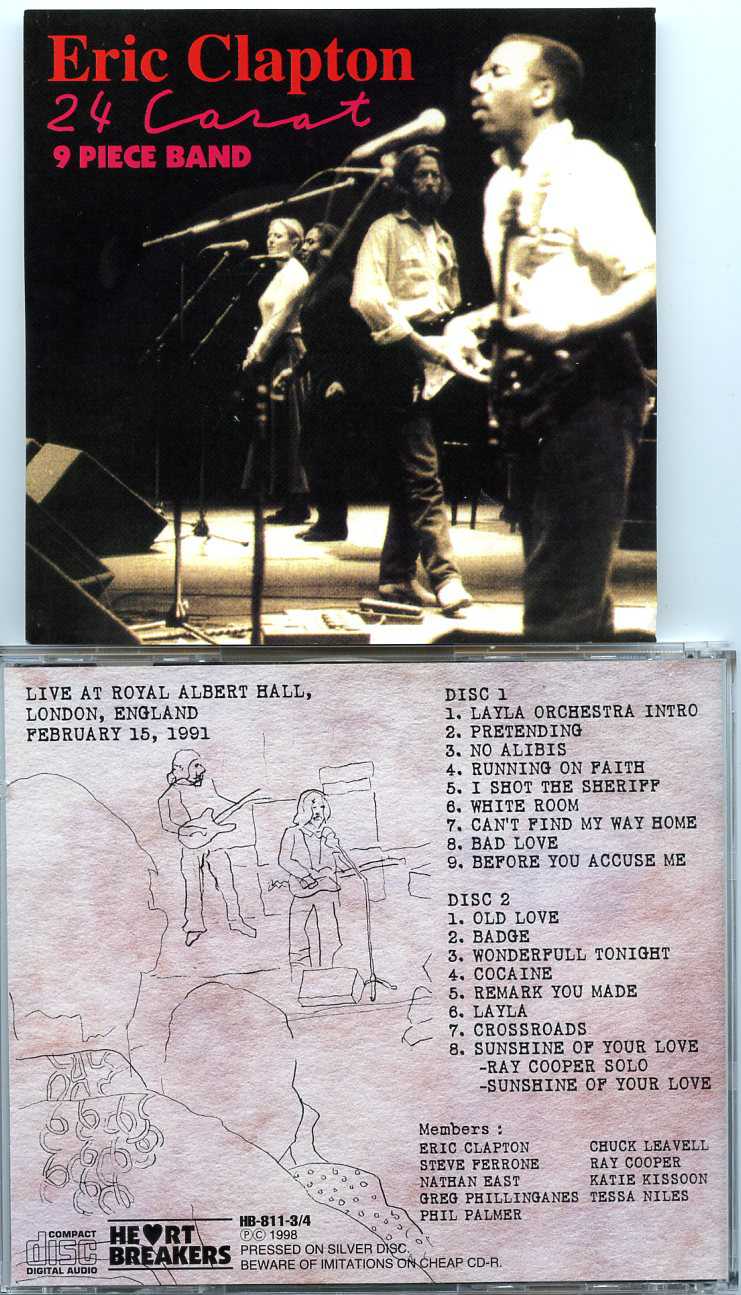 Eric Clapton
24 Carat
9 PIECE BAND
LIVE AT ROYAL ALBERT HALL,
LONDON, ENGLAND
FEBRUARY 15, 1991
DISC 1
1. LAYLA ORCHESTRA INTRO
2. PRETENDING
3. NO ALIBIS
4. RUNNING ON FAITH
5. I SHOT THE SHERIFF
6. WHITE ROOM
7. CAN'T FIND MY WAY HOME
8. BAD LOVE
9. BEFORE YOU ACCUSE ME
DISC 2
1. OLD LOVE
2. BADGE
3. WONDERFULL TONIGHT
4. COCAINE
5. REMARK YOU MADE
6. LAYLA
7. CROSSROADS
8. SUNSHINE OF YOUR LOVE
-RAY COOPER SOLO
-SUNSHINE OF YOUR LOVE
Members :
ERIC CLAPTON
STEVE FERRONE
NATHAN EAST
GREG PHILLINGANES
PHIL PALMER
CHUCK LEAVELL
RAY COOPER
KATIE KISSOON
TESSA NILES
COMPACT
disc
DIGITAL AUDIO
HE♥RT
BREAKERS
HB-811-3/4
Ⓟ© 1998
PRESSED ON SILVER DISC.
BEWARE OF IMITATIONS ON CHEAP CD-R.